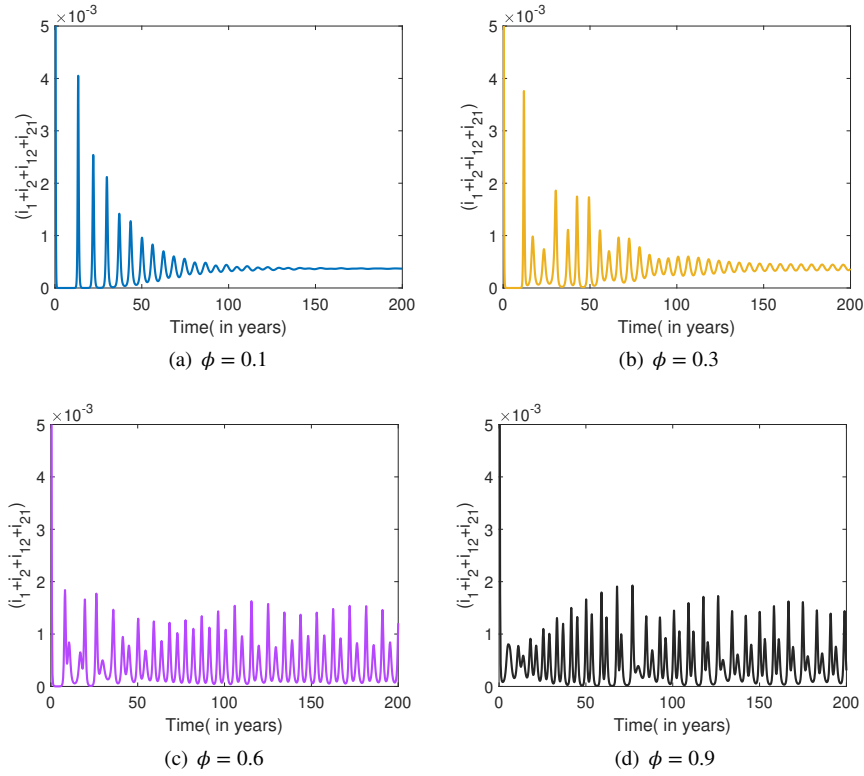 ×10⁻³ ×10⁻³
5 5
4 4
3 3
2 2
1 1
0 0
(i₁+i₂+i₁₂+i₂₁) (i₁+i₂+i₁₂+i₂₁)
0 50 100 150 200 0 50 100 150 200
Time( in years) Time( in years)
(a) ϕ = 0.1 (b) ϕ = 0.3
×10⁻³ ×10⁻³
5 5
4 4
3 3
2 2
1 1
0 0
(i₁+i₂+i₁₂+i₂₁) (i₁+i₂+i₁₂+i₂₁)
0 50 100 150 200 0 50 100 150 200
Time( in years) Time( in years)
(c) ϕ = 0.6 (d) ϕ = 0.9